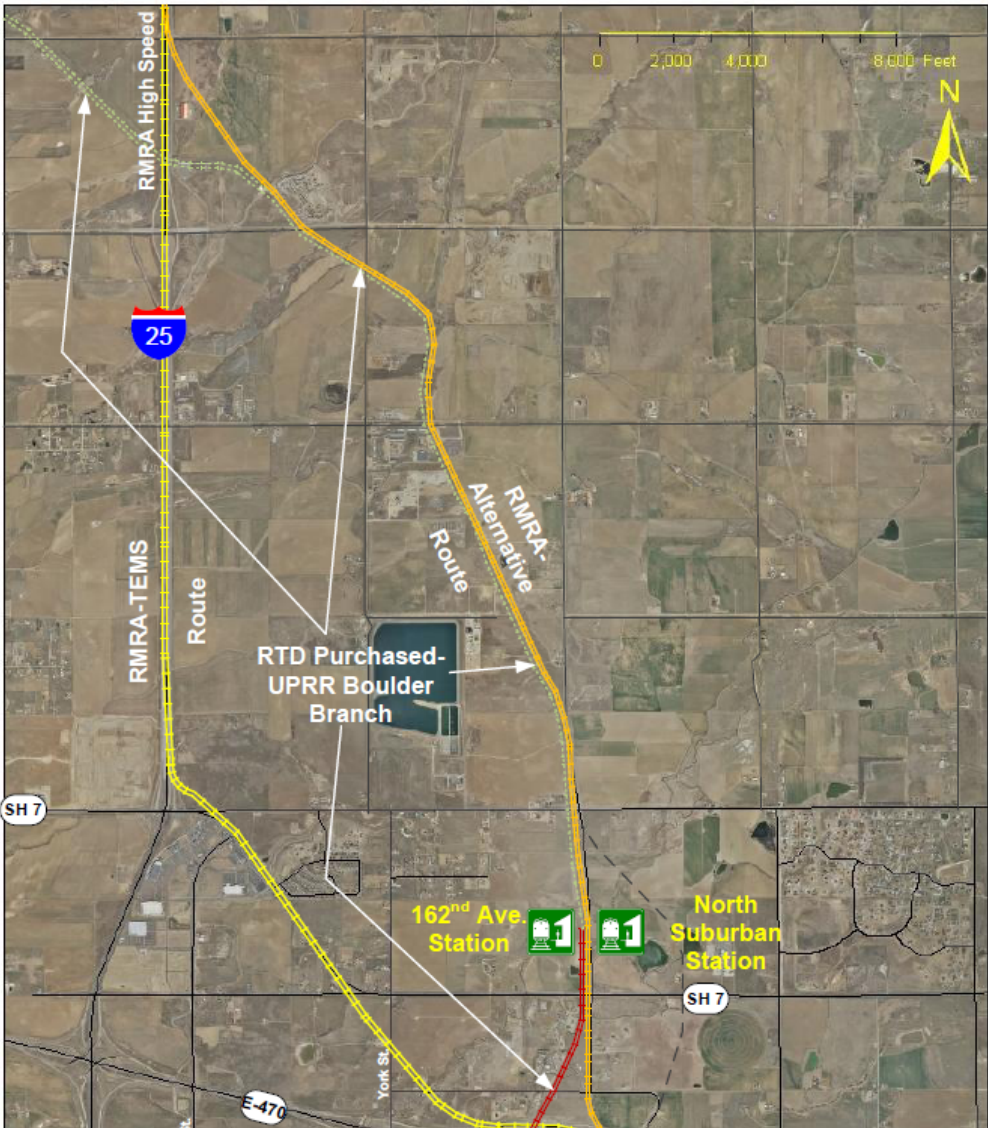 RMRA High Speed
0 2,000 4,000 8,000 Feet
N
25
RMRA-
Alternative
Route
RMRA-TEMS
Route
RTD Purchased-
UPRR Boulder
Branch
SH 7
162nd Ave.
Station
North
Suburban
Station
SH 7
York St.
E-470
st.